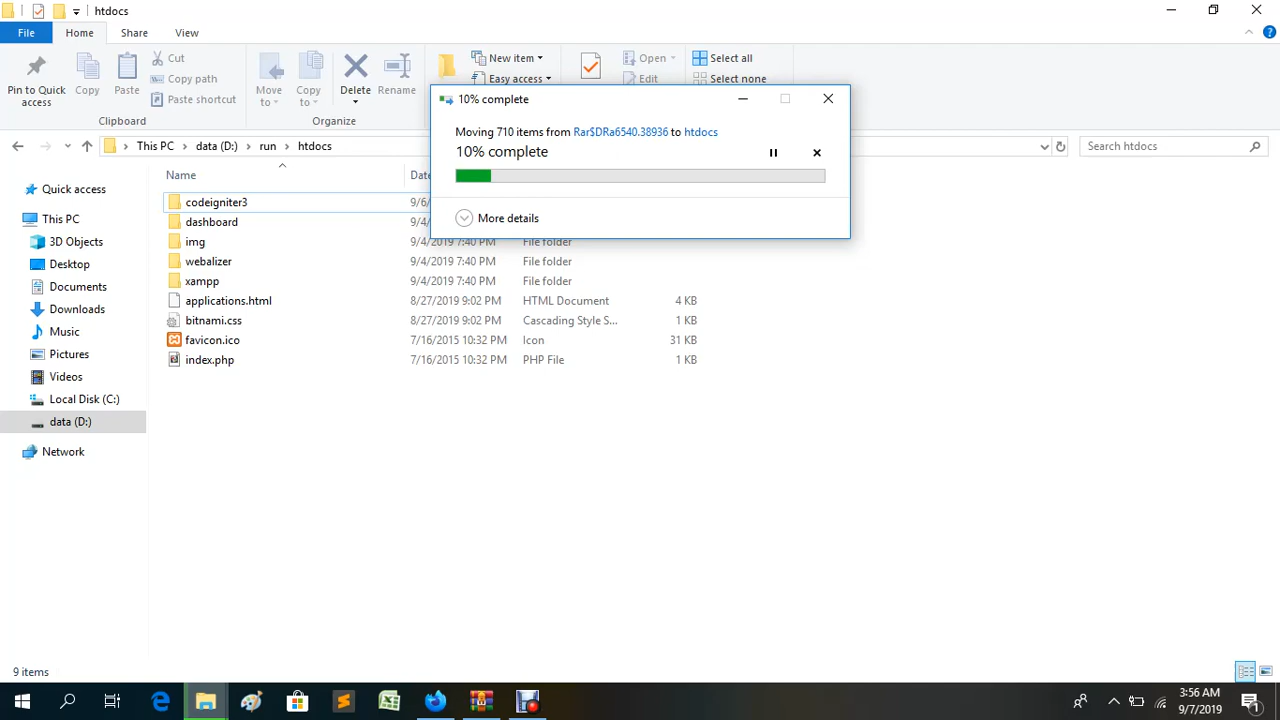 htdocs
File Home Share View
Pin to Quick access
Copy
Paste
Cut
Copy path
Paste shortcut
Clipboard
Move to
Copy to
Delete
Rename
Organize
New item
Easy access
Open
Edit
Select all
Select none
10% complete
Moving 710 items from Rar$DRa6540.38936 to htdocs
10% complete
More details
This PC data (D:) run htdocs
Search htdocs
Quick access
This PC
3D Objects
Desktop
Documents
Downloads
Music
Pictures
Videos
Local Disk (C:)
data (D:)
Network
Name Date
codeigniter3 9/6/
dashboard 9/4/
img 9/4/2019 7:40 PM File folder
webalizer 9/4/2019 7:40 PM File folder
xampp 9/4/2019 7:40 PM File folder
applications.html 8/27/2019 9:02 PM HTML Document 4 KB
bitnami.css 8/27/2019 9:02 PM Cascading Style S... 1 KB
favicon.ico 7/16/2015 10:32 PM Icon 31 KB
index.php 7/16/2015 10:32 PM PHP File 1 KB
9 items
3:56 AM
9/7/2019
1